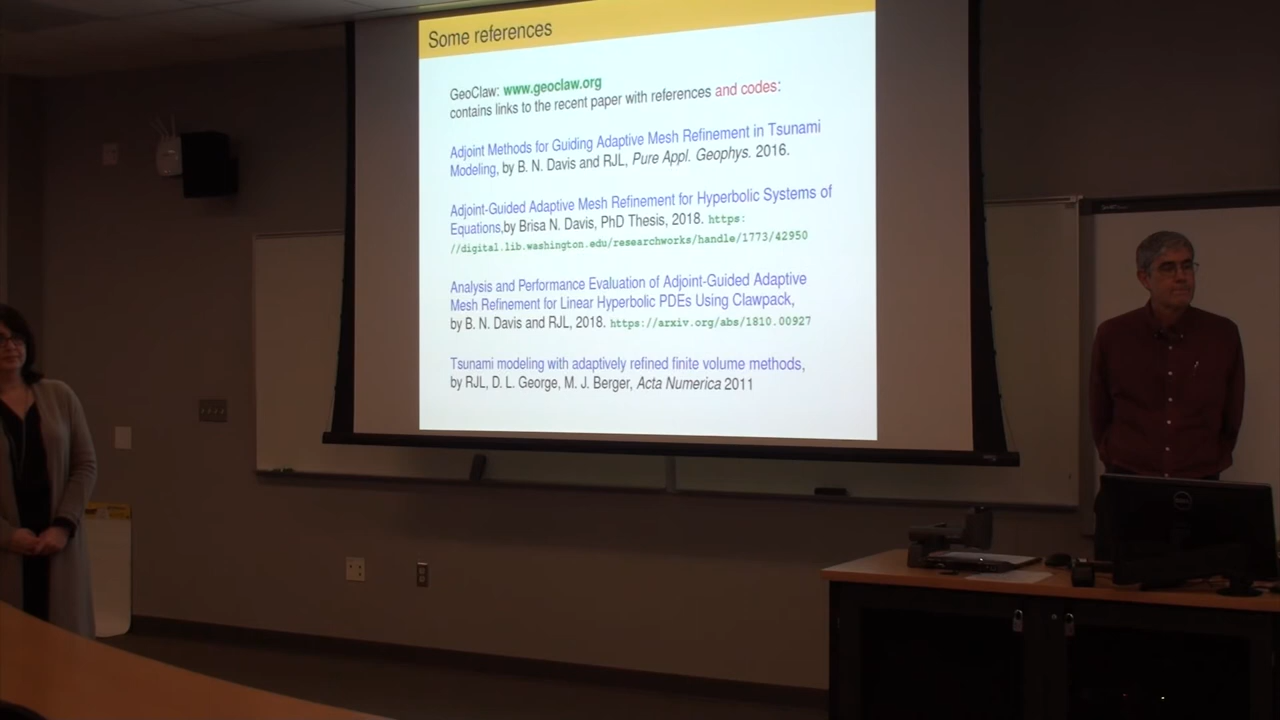 Some references
GeoClaw: www.geoclaw.org
contains links to the recent paper with references and codes:
Adjoint Methods for Guiding Adaptive Mesh Refinement in Tsunami
Modeling, by B. N. Davis and RJL, Pure Appl. Geophys. 2016.
Adjoint-Guided Adaptive Mesh Refinement for Hyperbolic Systems of
Equations,by Brisa N. Davis, PhD Thesis, 2018. https:
//digital.lib.washington.edu/researchworks/handle/1773/42950
Analysis and Performance Evaluation of Adjoint-Guided Adaptive
Mesh Refinement for Linear Hyperbolic PDEs Using Clawpack,
by B. N. Davis and RJL, 2018. https://arxiv.org/abs/1810.00927
Tsunami modeling with adaptively refined finite volume methods,
by RJL, D. L. George, M. J. Berger, Acta Numerica 2011
DELL